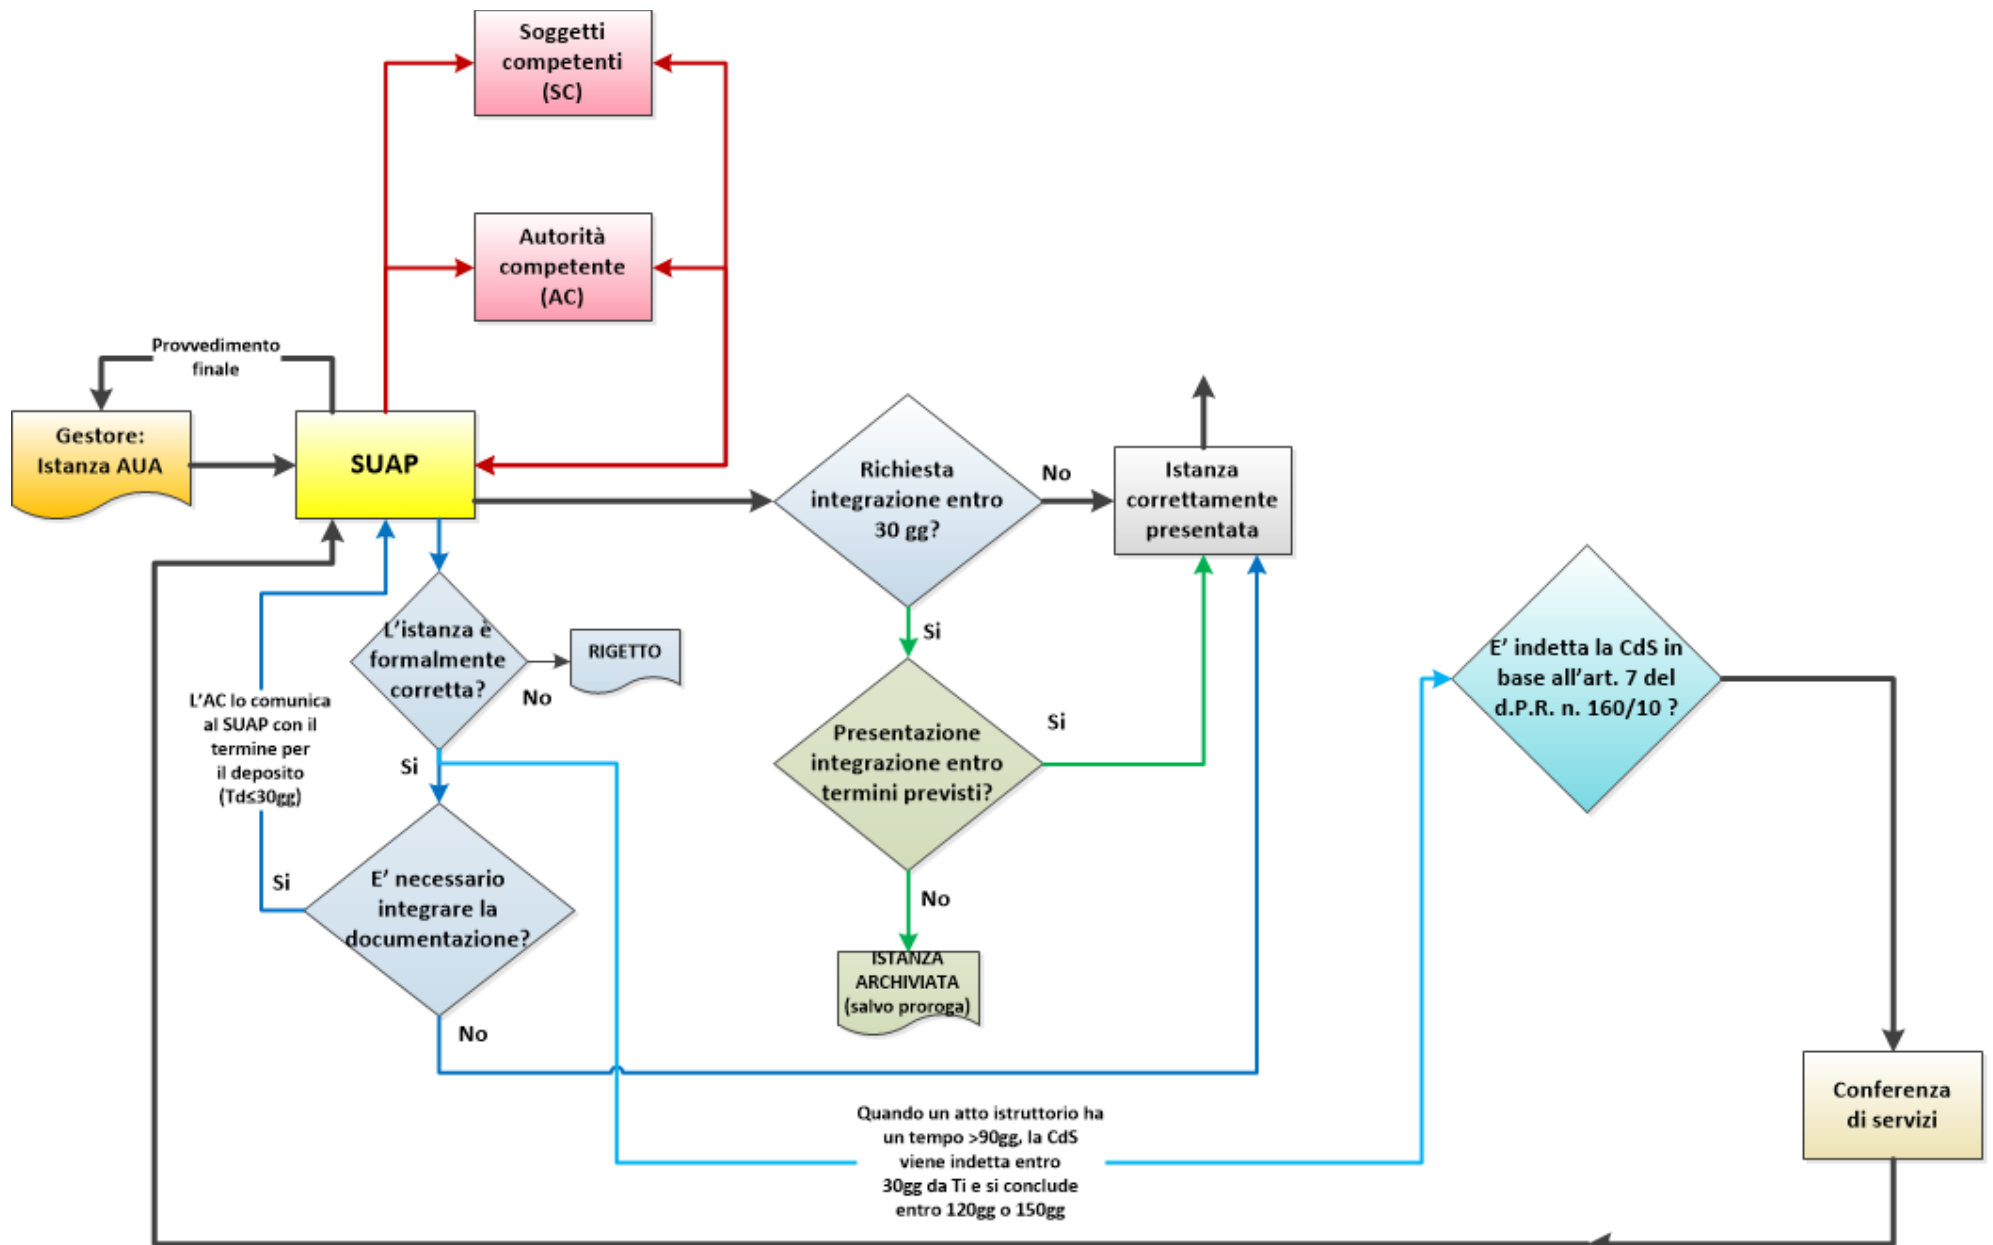 Soggetti
competenti
(SC)
Autorità
competente
(AC)
Provvedimento
finale
Gestore:
Istanza AUA
SUAP
Richiesta
integrazione entro
30 gg?
No
Istanza
correttamente
presentata
Si
L'istanza è
formalmente
corretta?
No
RIGETTO
Si
L'AC lo comunica
al SUAP con il
termine per
il deposito
(Td≤30gg)
Presentazione
integrazione entro
termini previsti?
Si
No
ISTANZA
ARCHIVIATA
(salvo proroga)
E' necessario
integrare la
documentazione?
Si
No
E' indetta la CdS in
base all'art. 7 del
d.P.R. n. 160/10 ?
Quando un atto istruttorio ha
un tempo >90gg, la CdS
viene indetta entro
30gg da Ti e si conclude
entro 120gg o 150gg
Conferenza
di servizi